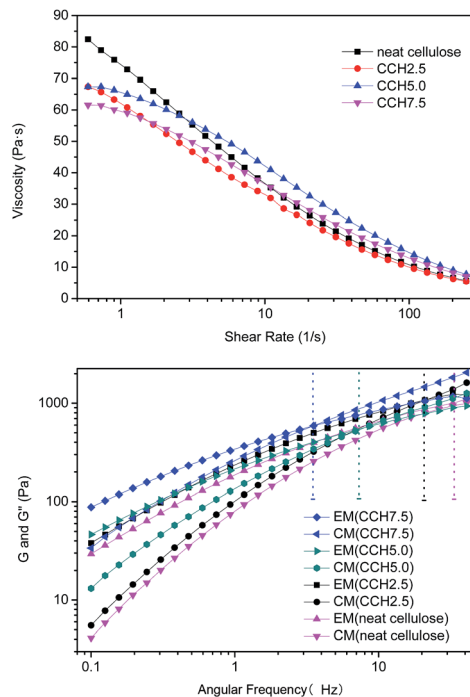 90
80
70
60
50
40
30
20
10
0
Viscosity (Pa·s)
neat cellulose
CCH2.5
CCH5.0
CCH7.5
1
10
100
Shear Rate (1/s)
1000
100
10
G and G'' (Pa)
EM(CCH7.5)
CM(CCH7.5)
EM(CCH5.0)
CM(CCH5.0)
EM(CCH2.5)
CM(CCH2.5)
EM(neat cellulose)
CM(neat cellulose)
0.1
1
10
Angular Frequency( Hz)